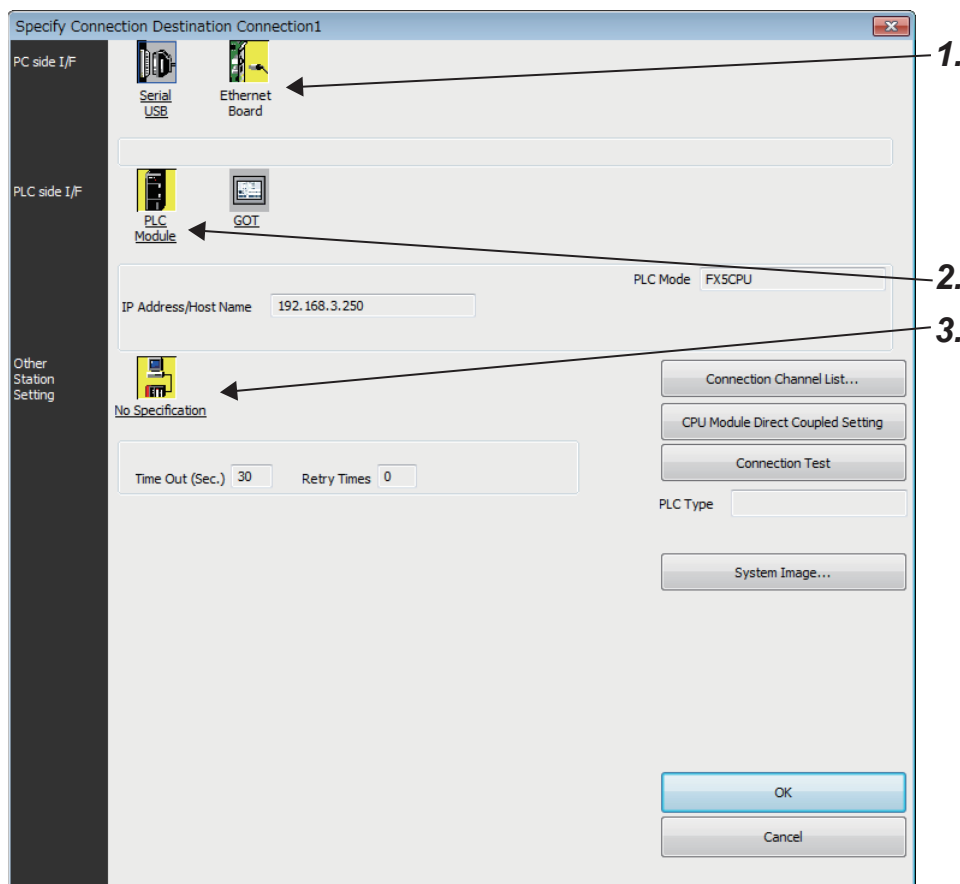 Specify Connection Destination Connection1
1.
PC side I/F
Serial
USB
Ethernet
Board
PLC side I/F
PLC
Module
GOT
2.
PLC Mode FX5CPU
IP Address/Host Name 192.168.3.250
3.
Other
Station
Setting
No Specification
Connection Channel List...
CPU Module Direct Coupled Setting
Time Out (Sec.) 30 Retry Times 0
Connection Test
PLC Type
System Image...
OK
Cancel